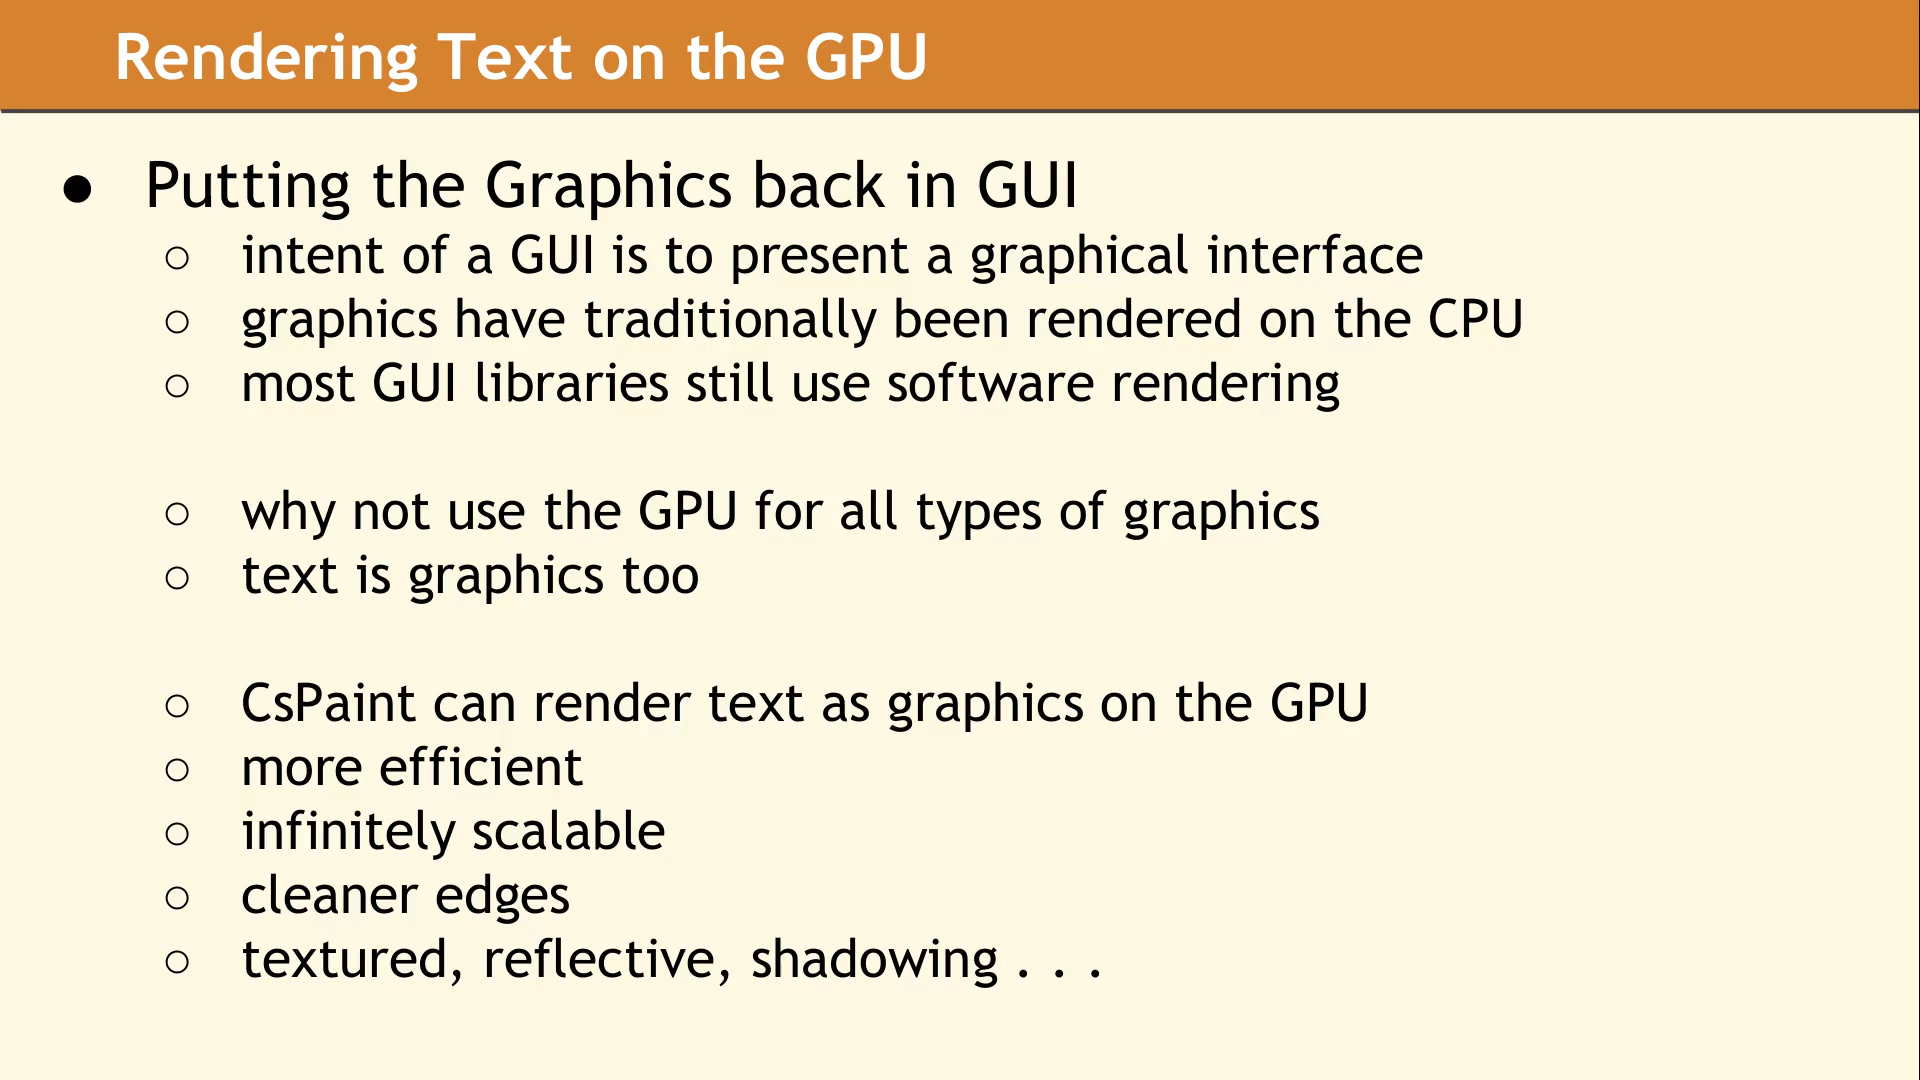 Rendering Text on the GPU
● Putting the Graphics back in GUI
○ intent of a GUI is to present a graphical interface
○ graphics have traditionally been rendered on the CPU
○ most GUI libraries still use software rendering
○ why not use the GPU for all types of graphics
○ text is graphics too
○ CsPaint can render text as graphics on the GPU
○ more efficient
○ infinitely scalable
○ cleaner edges
○ textured, reflective, shadowing . . .